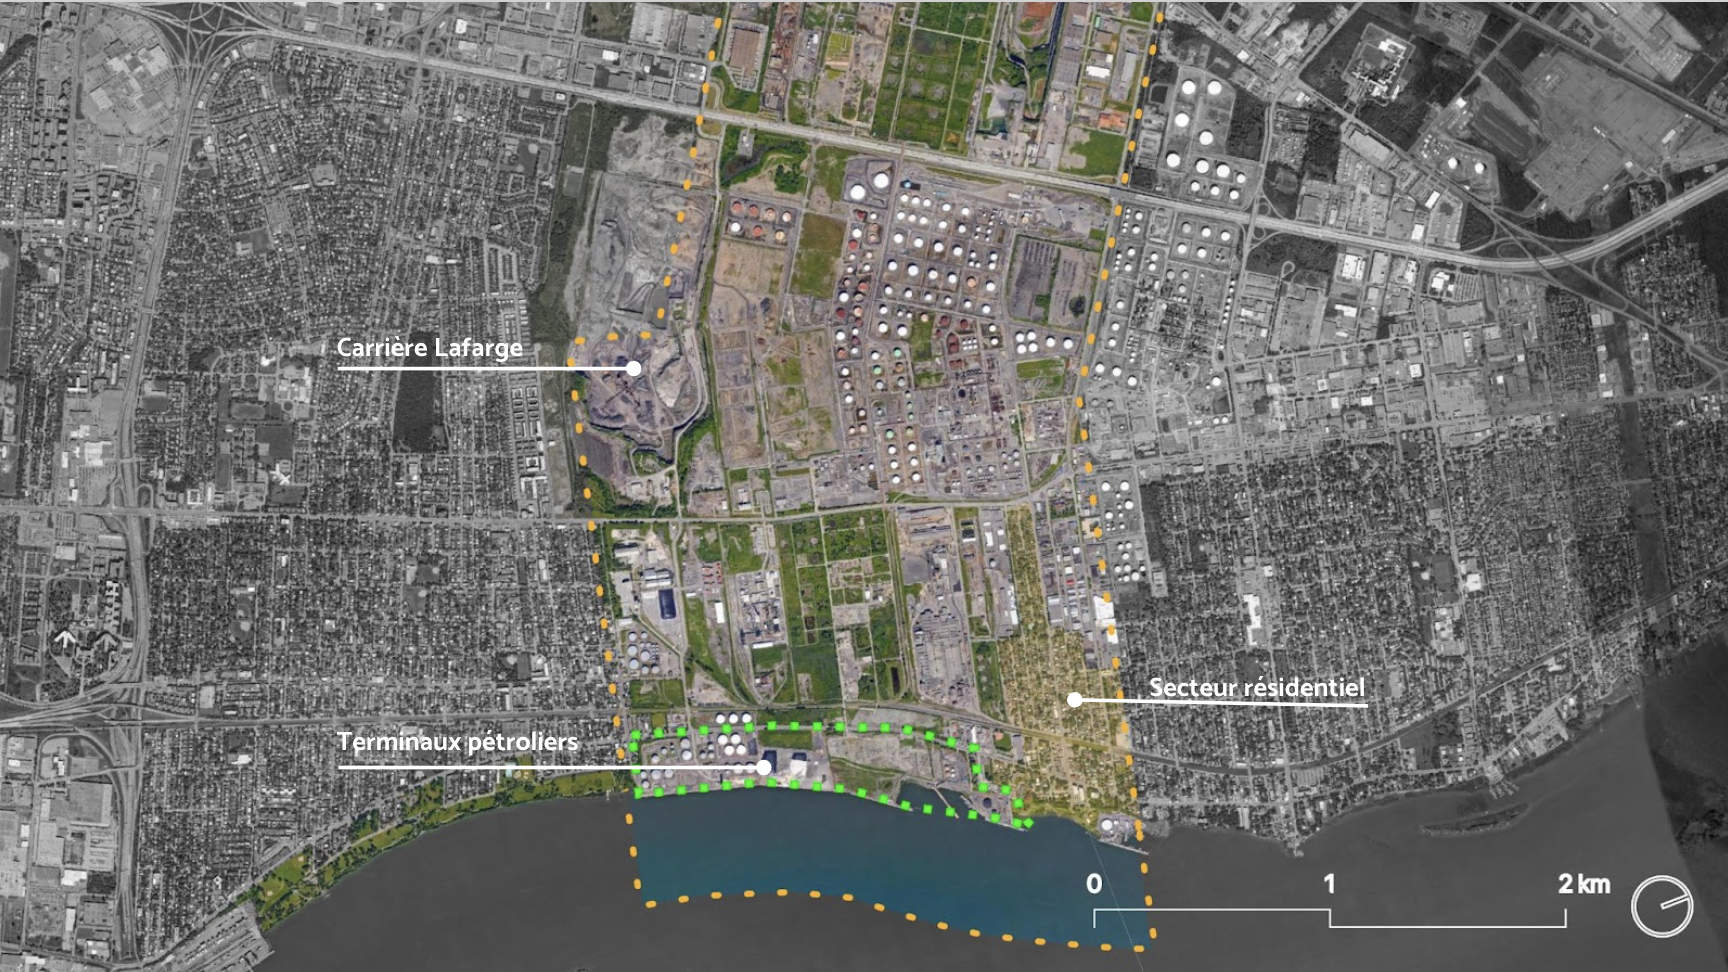 Carrière Lafarge
Secteur résidentiel
Terminaux pétroliers
0 1 2 km